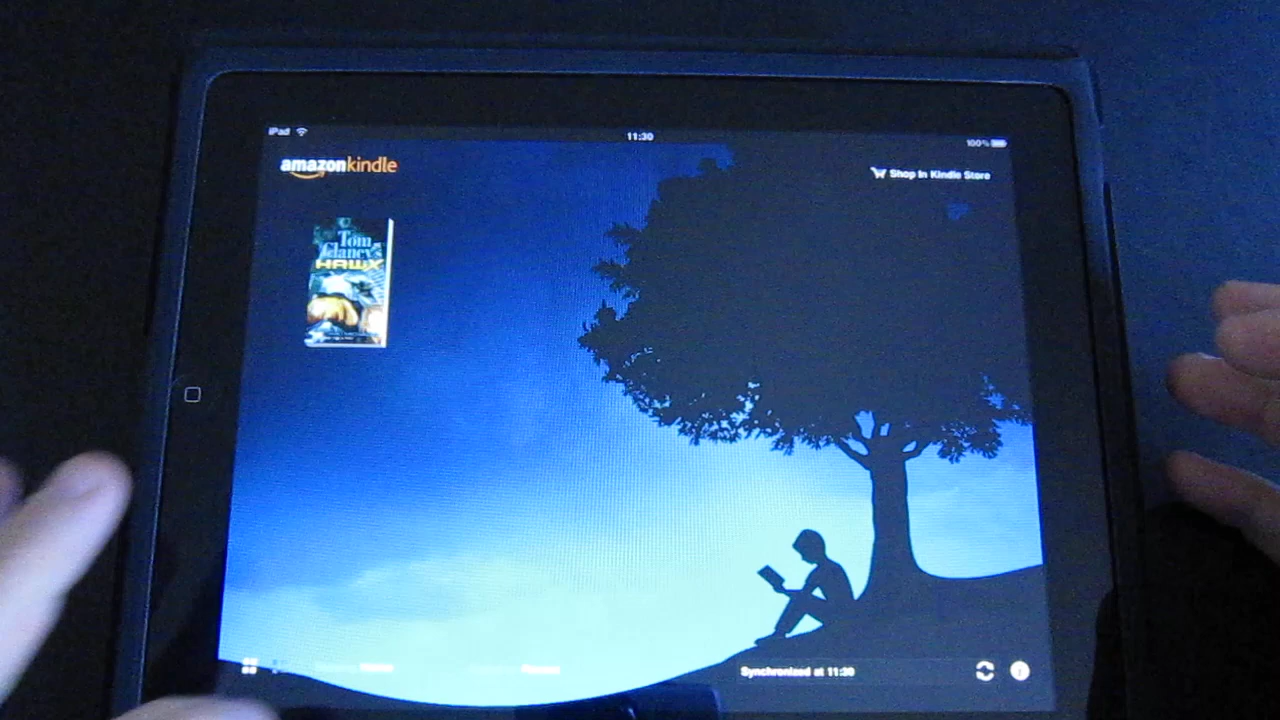 iPad
11:30
100%
amazonkindle
Shop in Kindle Store
Tom
Clancy's
HAWX
Synchronized at 11:30